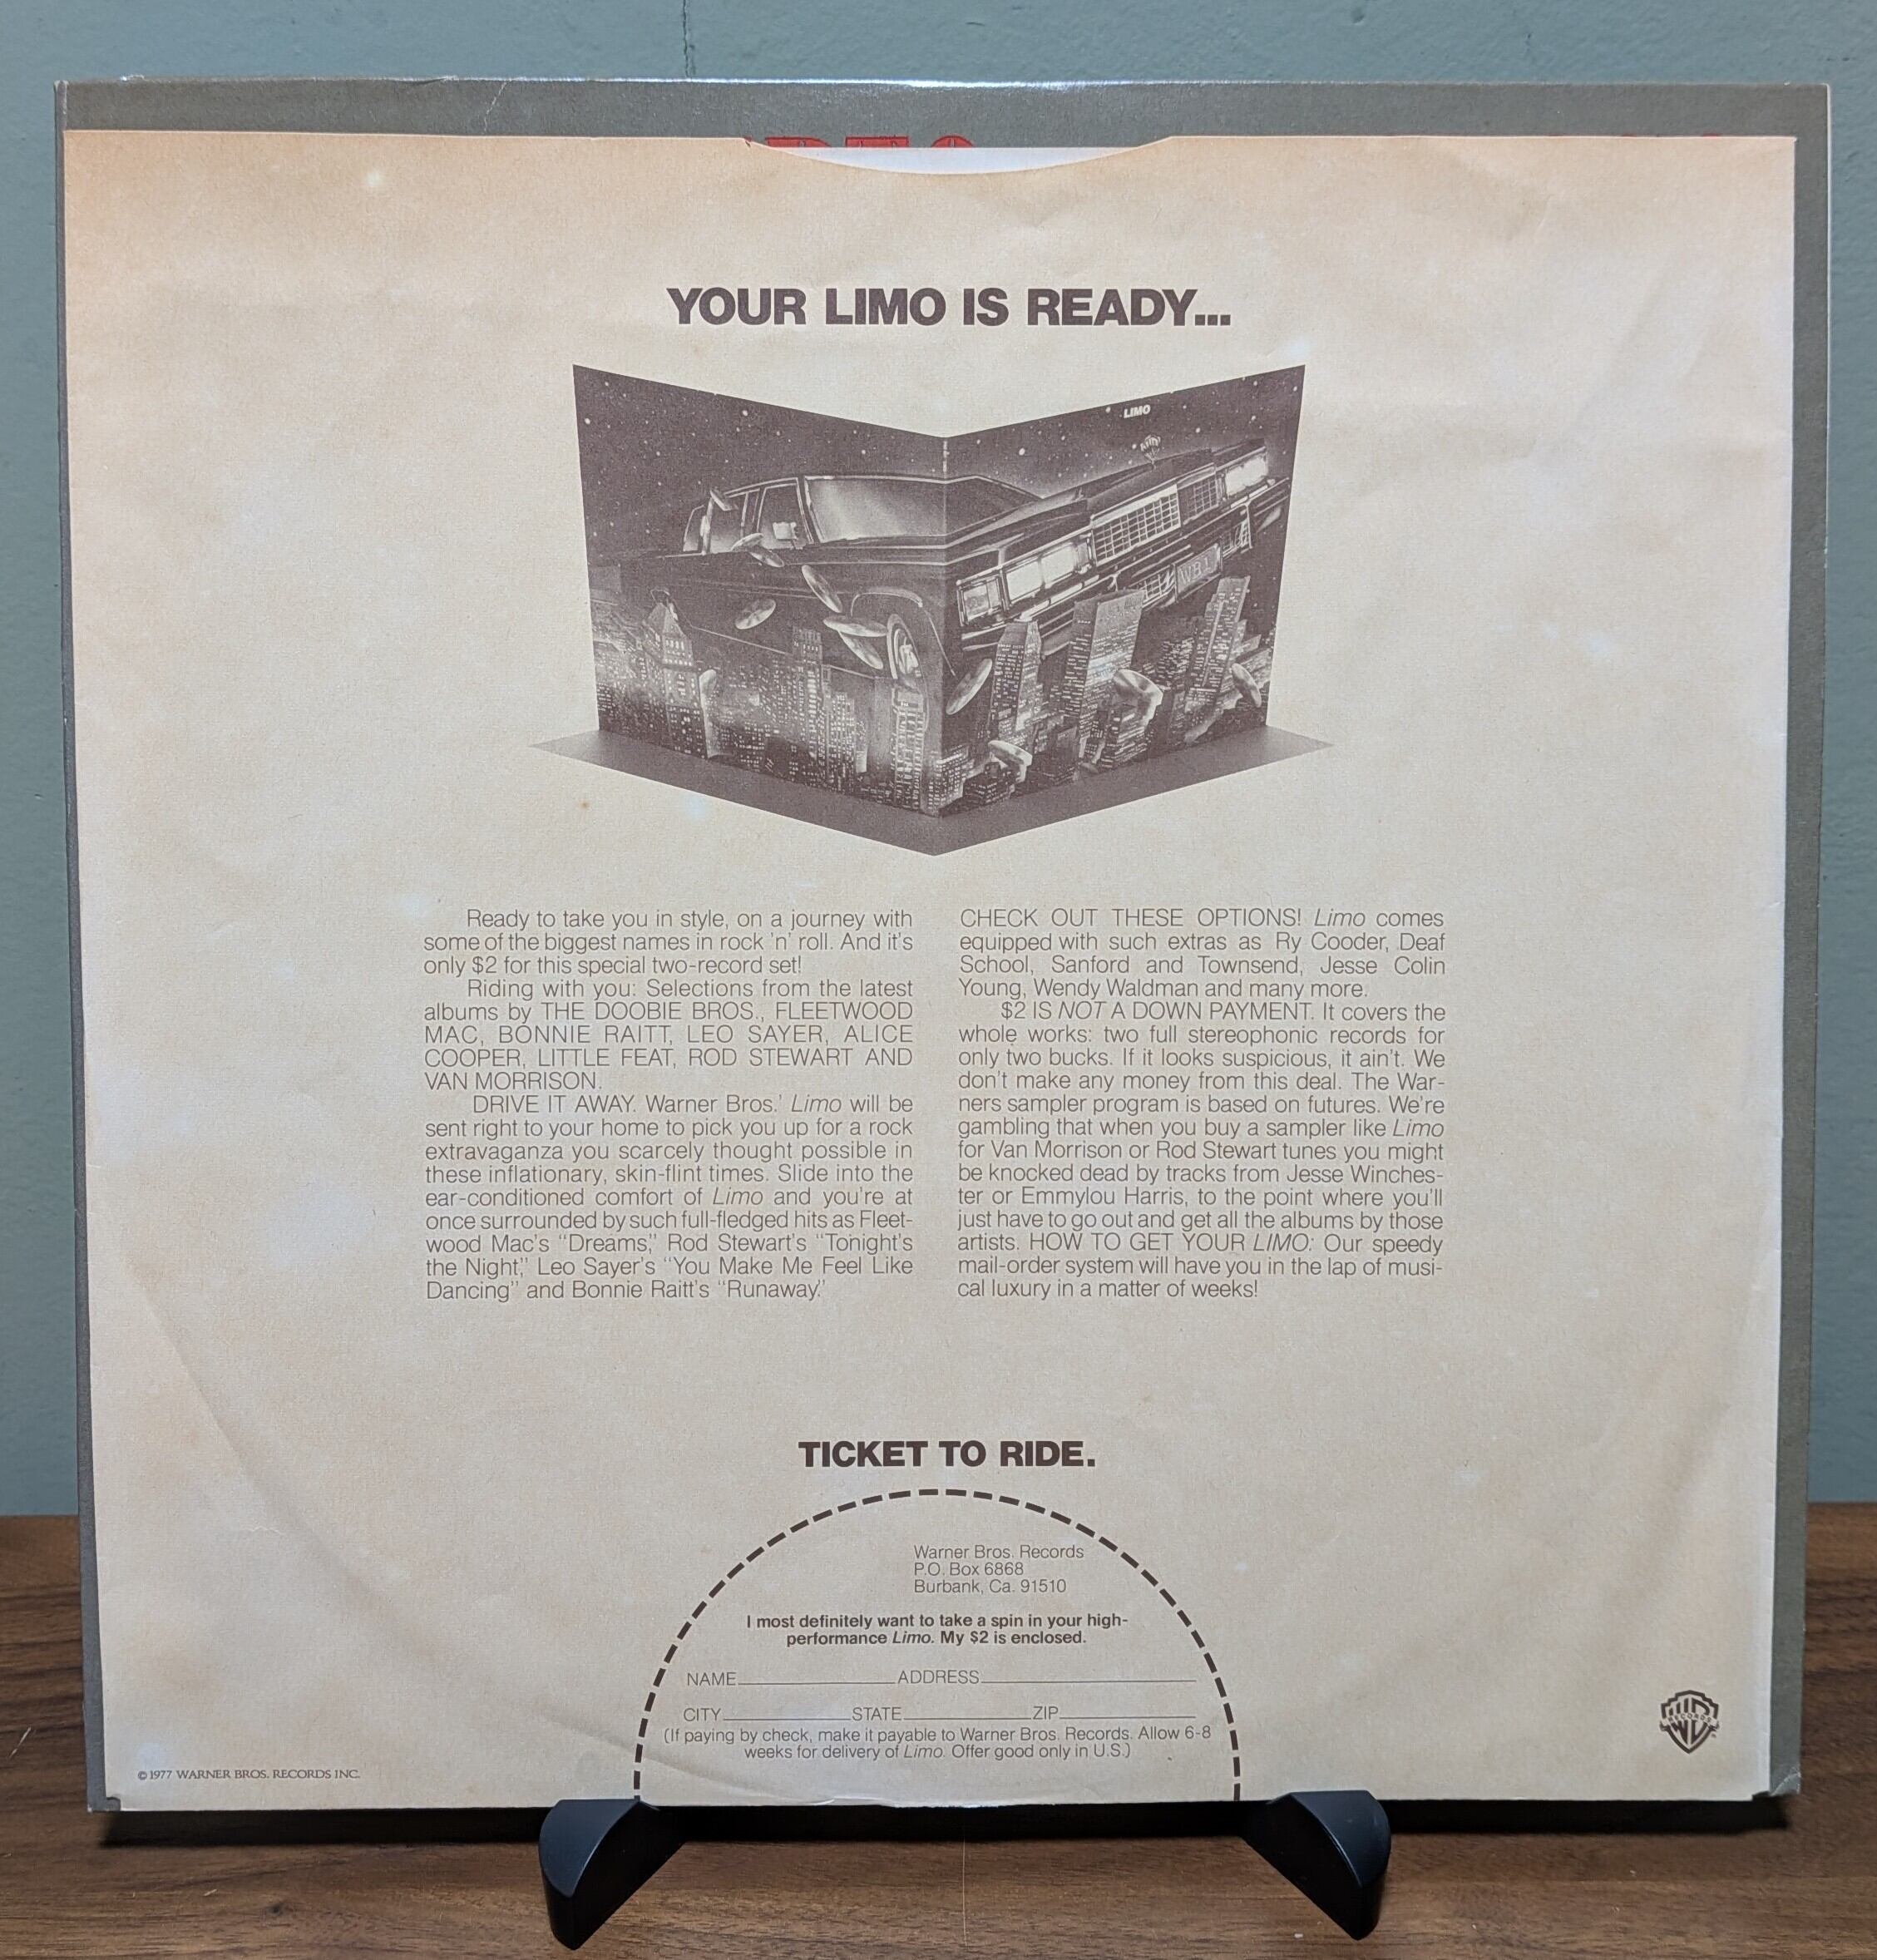 YOUR LIMO IS READY...
LIMO
WB 1
Ready to take you in style, on a journey with
some of the biggest names in rock 'n' roll. And it's
only $2 for this special two-record set!
Riding with you: Selections from the latest
albums by THE DOOBIE BROS., FLEETWOOD
MAC, BONNIE RAITT, LEO SAYER, ALICE
COOPER, LITTLE FEAT, ROD STEWART AND
VAN MORRISON.
DRIVE IT AWAY. Warner Bros.' Limo will be
sent right to your home to pick you up for a rock
extravaganza you scarcely thought possible in
these inflationary, skin-flint times. Slide into the
ear-conditioned comfort of Limo and you're at
once surrounded by such full-fledged hits as Fleet-
wood Mac's "Dreams," Rod Stewart's "Tonight's
the Night," Leo Sayer's "You Make Me Feel Like
Dancing" and Bonnie Raitt's "Runaway."
CHECK OUT THESE OPTIONS! Limo comes
equipped with such extras as Ry Cooder, Deaf
School, Sanford and Townsend, Jesse Colin
Young, Wendy Waldman and many more.
$2 IS NOT A DOWN PAYMENT. It covers the
whole works: two full stereophonic records for
only two bucks. If it looks suspicious, it ain't. We
don't make any money from this deal. The War-
ners sampler program is based on futures. We're
gambling that when you buy a sampler like Limo
for Van Morrison or Rod Stewart tunes you might
be knocked dead by tracks from Jesse Winches-
ter or Emmylou Harris, to the point where you'll
just have to go out and get all the albums by those
artists. HOW TO GET YOUR LIMO: Our speedy
mail-order system will have you in the lap of musi-
cal luxury in a matter of weeks!
TICKET TO RIDE.
Warner Bros. Records
P.O. Box 6868
Burbank, Ca. 91510
I most definitely want to take a spin in your high-
performance Limo. My $2 is enclosed.
NAME ADDRESS
CITY STATE ZIP
(If paying by check, make it payable to Warner Bros. Records. Allow 6-8
weeks for delivery of Limo. Offer good only in U.S.)
© 1977 WARNER BROS. RECORDS INC.
WB
RECORDS